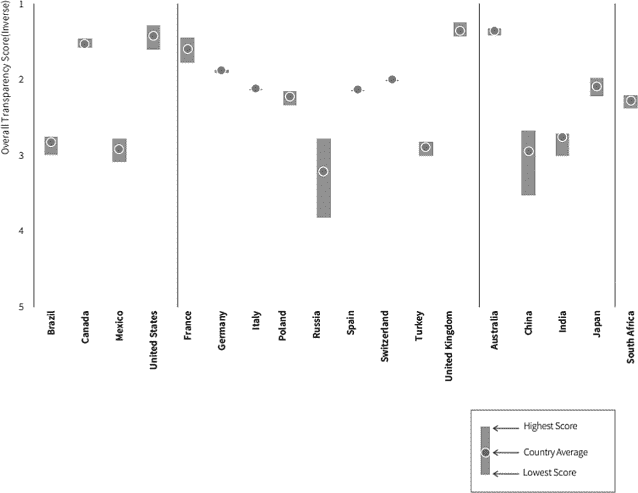 Overall Transparency Score(Inverse)
1
2
3
4
5
Brazil
Canada
Mexico
United States
France
Germany
Italy
Poland
Russia
Spain
Switzerland
Turkey
United Kingdom
Australia
China
India
Japan
South Africa
Highest Score
Country Average
Lowest Score